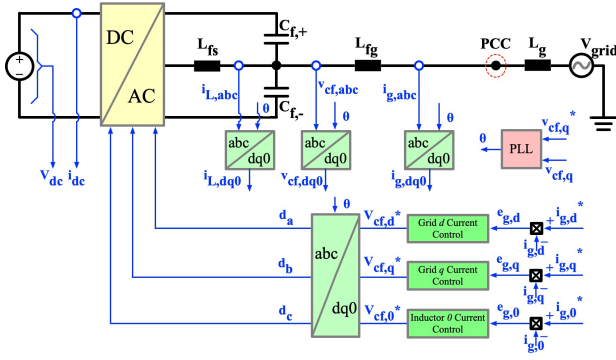 DC
AC
+
−
L_fs
C_f,+
C_f,-
L_fg
PCC
L_g
V_grid
i_L,abc
v_cf,abc
i_g,abc
θ
θ
θ
abc
dq0
abc
dq0
abc
dq0
i_L,dq0
v_cf,dq0
i_g,dq0
θ
PLL
v_cf,q*
v_cf,q
V_dc
i_dc
θ
abc
dq0
d_a
V_cf,d*
Grid d Current
Control
e_g,d
+
i_g,d*
i_g,d
−
d_b
V_cf,q*
Grid q Current
Control
e_g,q
+
i_g,q*
i_g,q
−
d_c
V_cf,0*
Inductor 0 Current
Control
e_g,0
+
i_g,0*
i_g,0
−